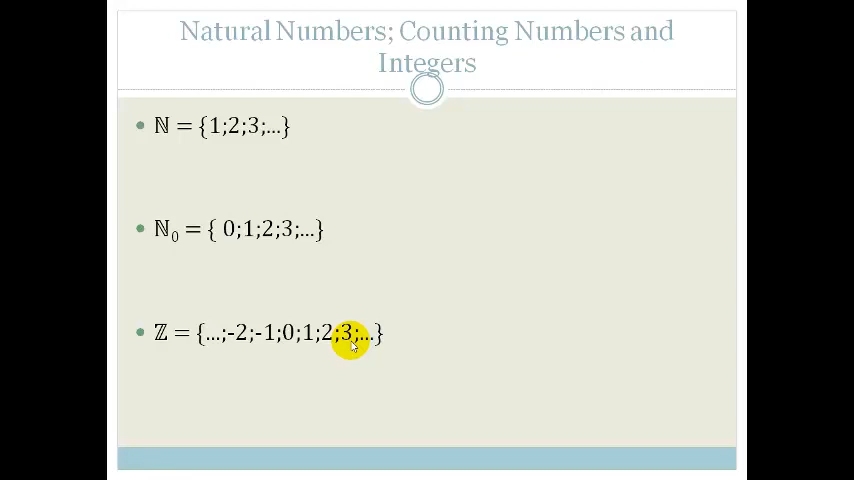 Natural Numbers; Counting Numbers and
Integers
• ℕ = {1;2;3;...}
• ℕ₀ = { 0;1;2;3;...}
• ℤ = {...;-2;-1;0;1;2;3;...}